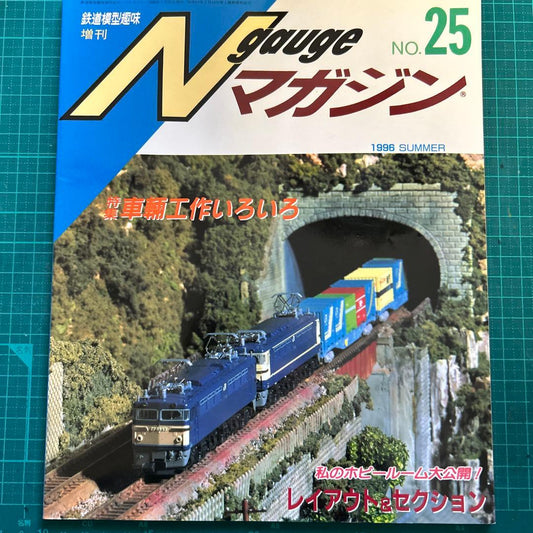 鉄道模型趣味
増刊
N gauge
マガジン
NO. 25
1996 SUMMER
特集 車輛工作いろいろ
私のホビールーム大公開!
レイアウト&セクション